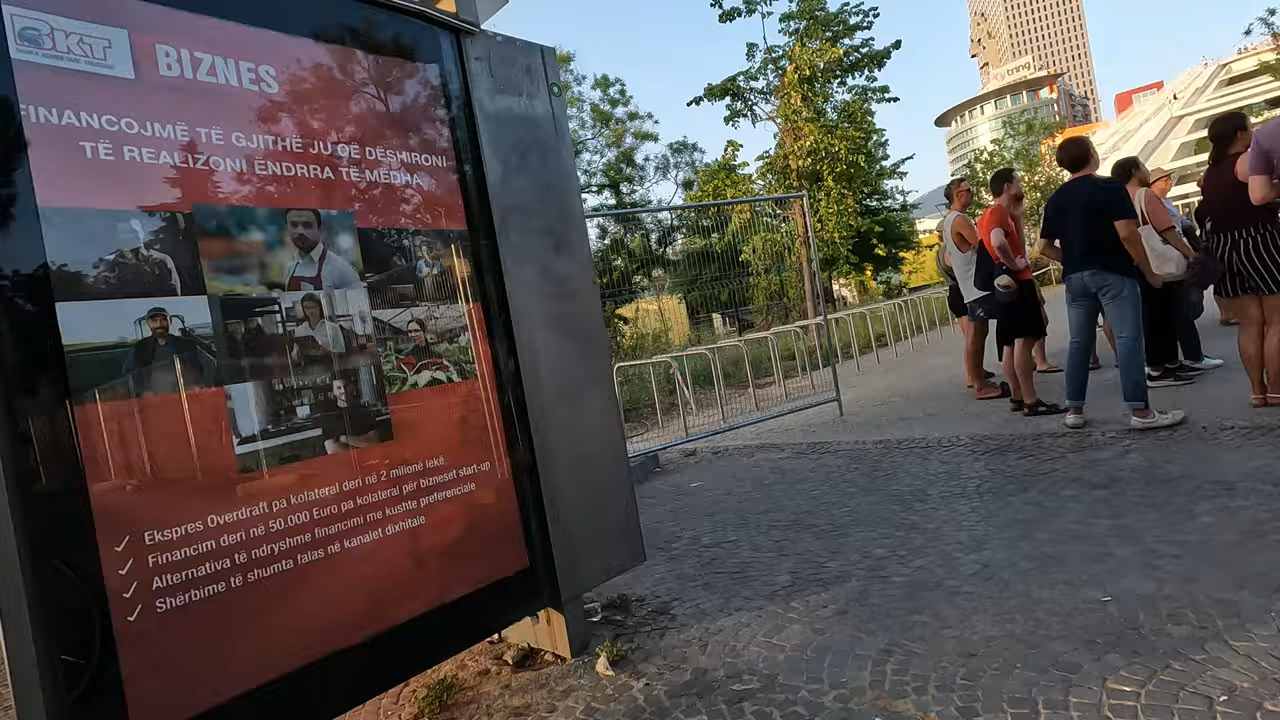 BKT
BIZNES
FINANCOJMË TË GJITHË JU QË DËSHIRONI
TË REALIZONI ËNDRRA TË MËDHA
Ekspres Overdraft pa kolateral deri në 2 milionë lekë
Financim deri në 50.000 Euro pa kolateral për bizneset start-up
Alternativa të ndryshme financimi me kushte preferenciale
Shërbime të shumta falas në kanalet dixhitale
tring